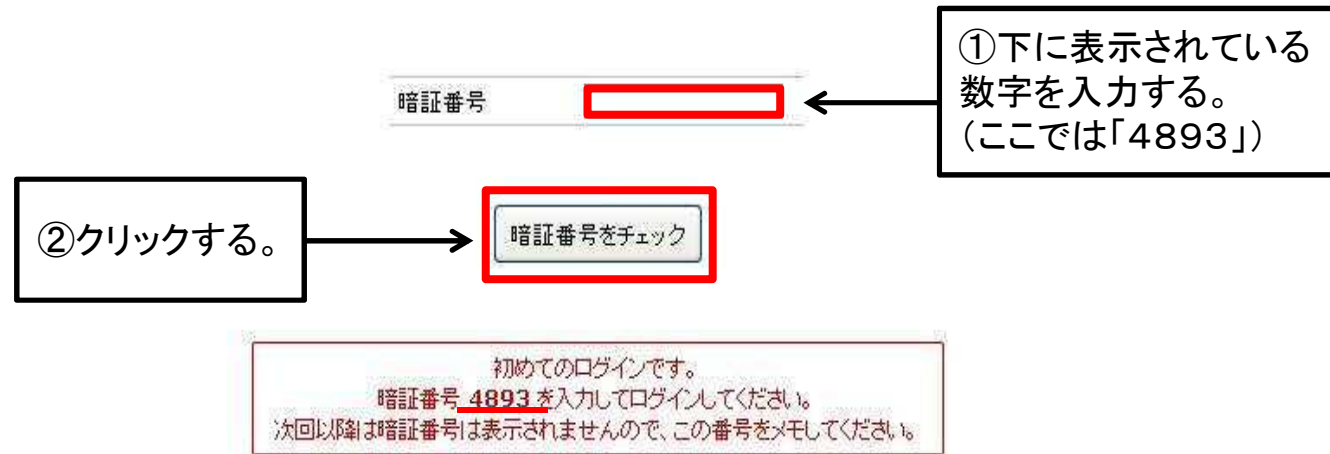 ①下に表示されている
数字を入力する。
(ここでは「4893」)
暗証番号
②クリックする。
暗証番号をチェック
初めてのログインです。
暗証番号 4893 を入力してログインしてください。
次回以降は暗証番号は表示されませんので、この番号をメモしてください。